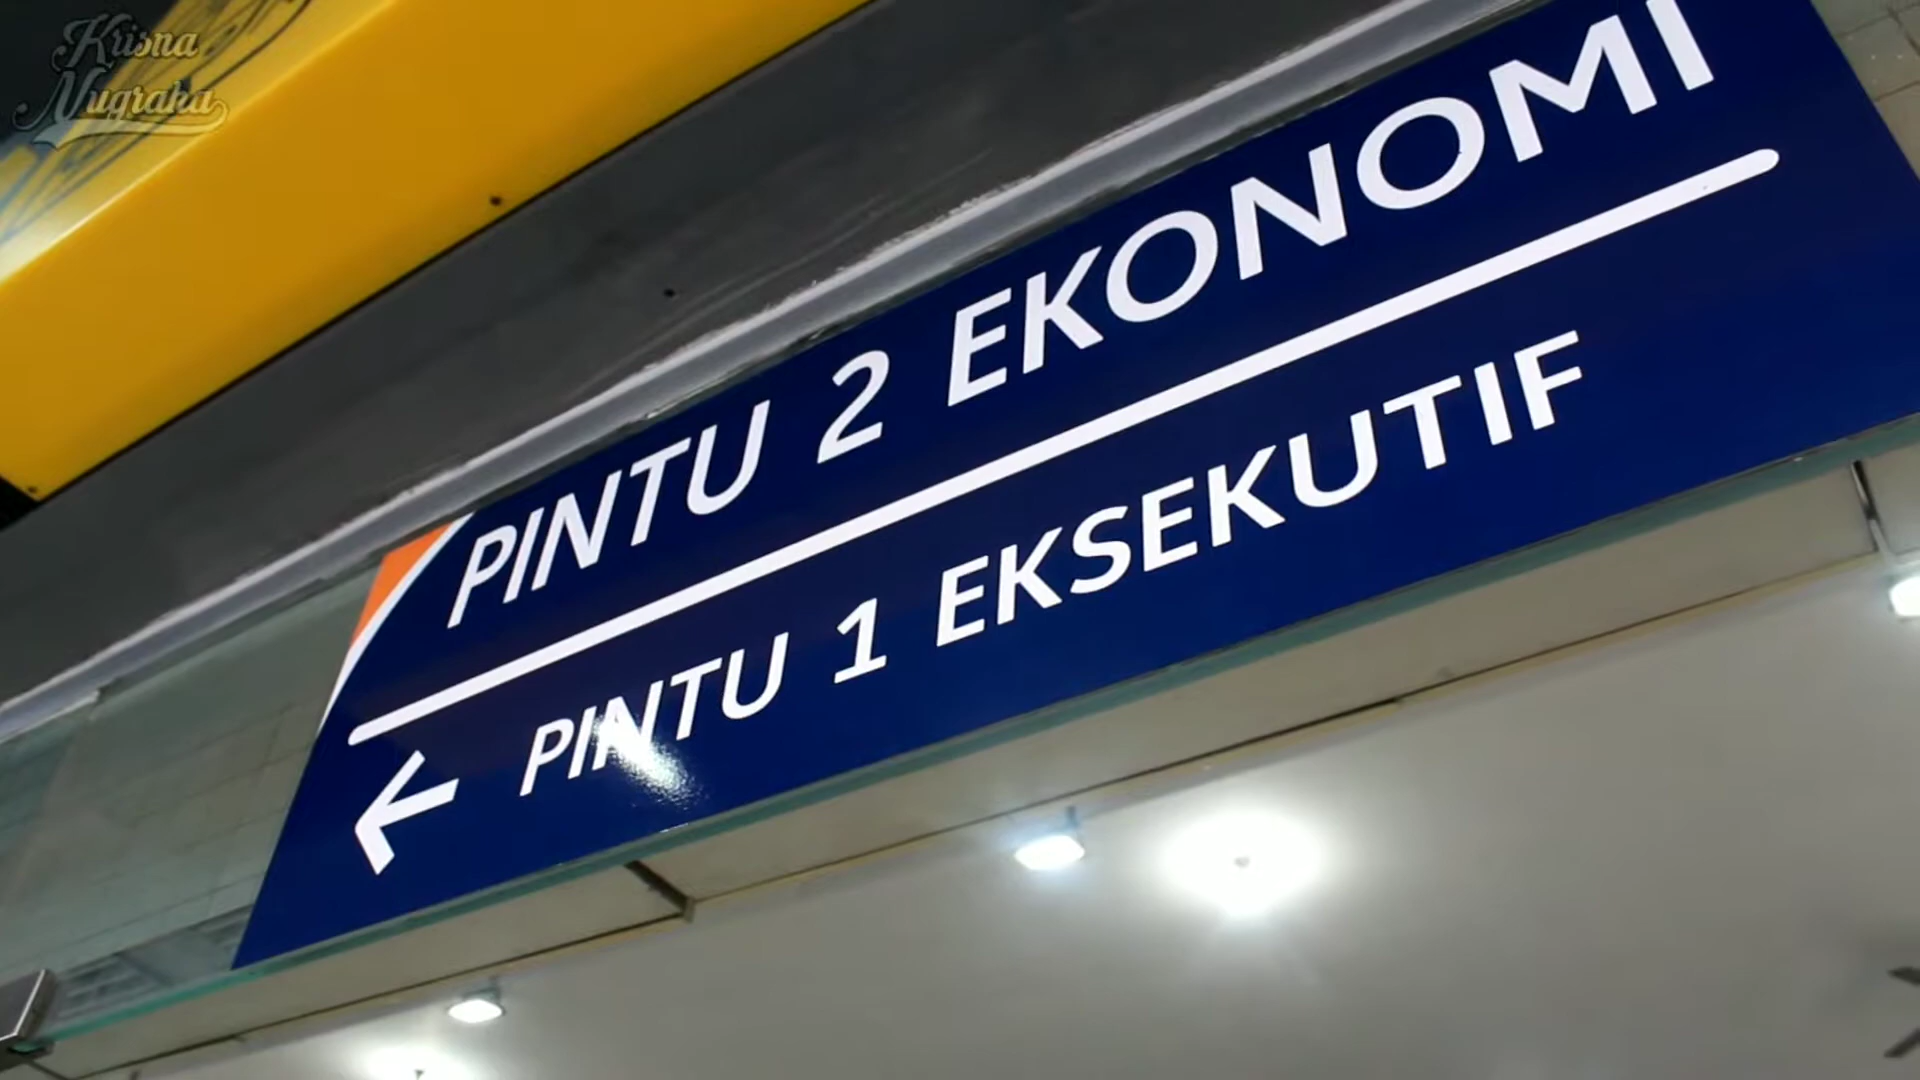 Krisna
Nugraha
PINTU 2 EKONOMI
← PINTU 1 EKSEKUTIF